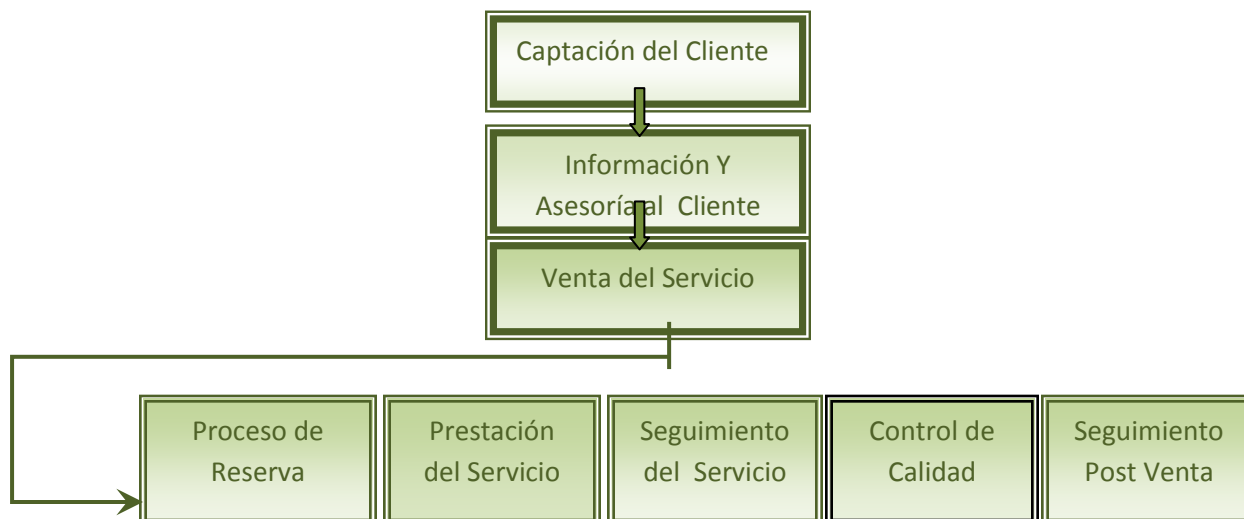 Captación del Cliente
Información Y
Asesoría al Cliente
Venta del Servicio
Proceso de
Reserva
Prestación
del Servicio
Seguimiento
del Servicio
Control de
Calidad
Seguimiento
Post Venta